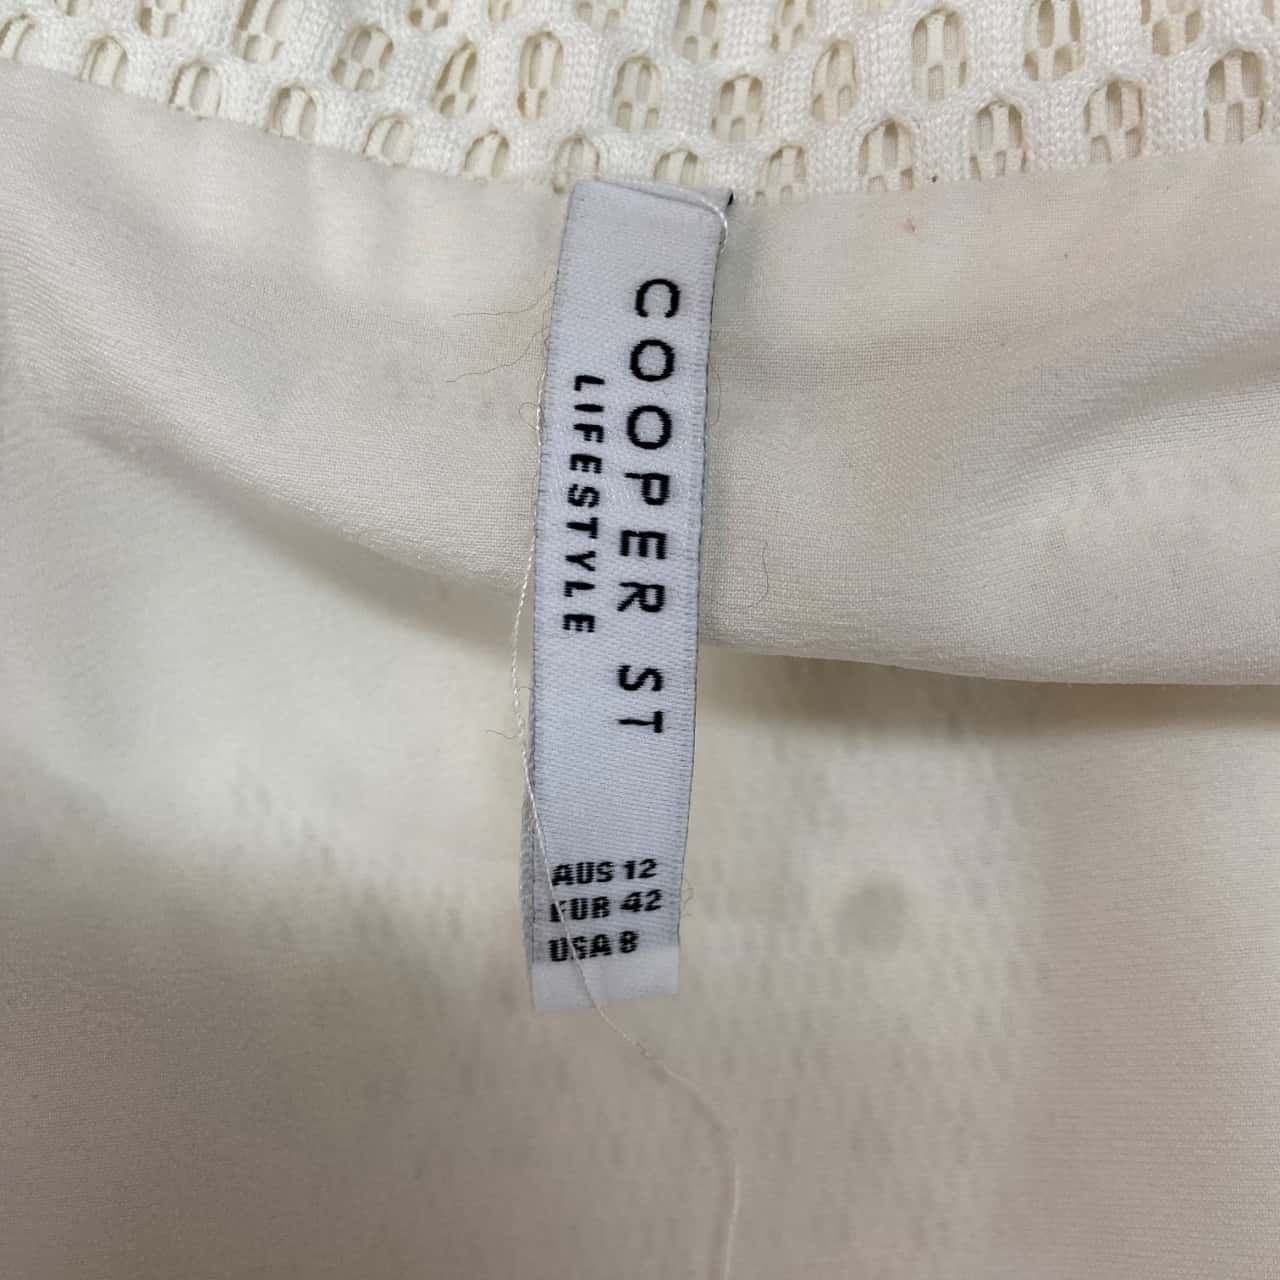 COOPER ST
LIFESTYLE
AUS 12
EUR 42
USA 8